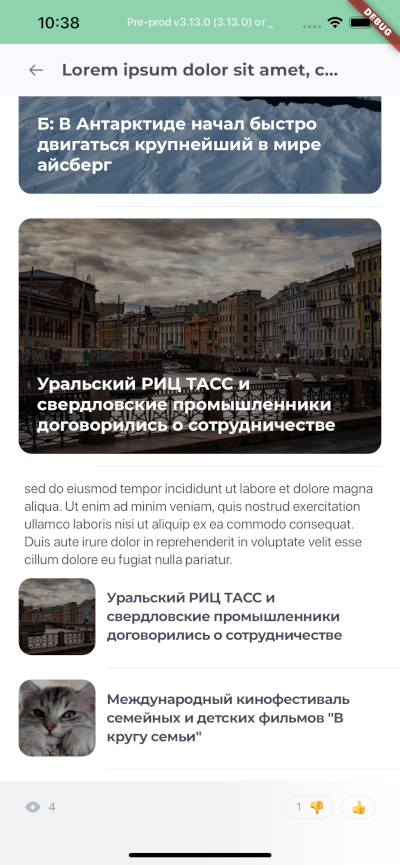 10:38
Pre-prod v3.13.0 (3.13.0) от _
DEBUG
Lorem ipsum dolor sit amet, c...
Б: В Антарктиде начал быстро
двигаться крупнейший в мире
айсберг
Уральский РИЦ ТАСС и
свердловские промышленники
договорились о сотрудничестве
sed do eiusmod tempor incididunt ut labore et dolore magna
aliqua. Ut enim ad minim veniam, quis nostrud exercitation
ullamco laboris nisi ut aliquip ex ea commodo consequat.
Duis aute irure dolor in reprehenderit in voluptate velit esse
cillum dolore eu fugiat nulla pariatur.
Уральский РИЦ ТАСС и
свердловские промышленники
договорились о сотрудничестве
Международный кинофестиваль
семейных и детских фильмов "В
кругу семьи"
4
1